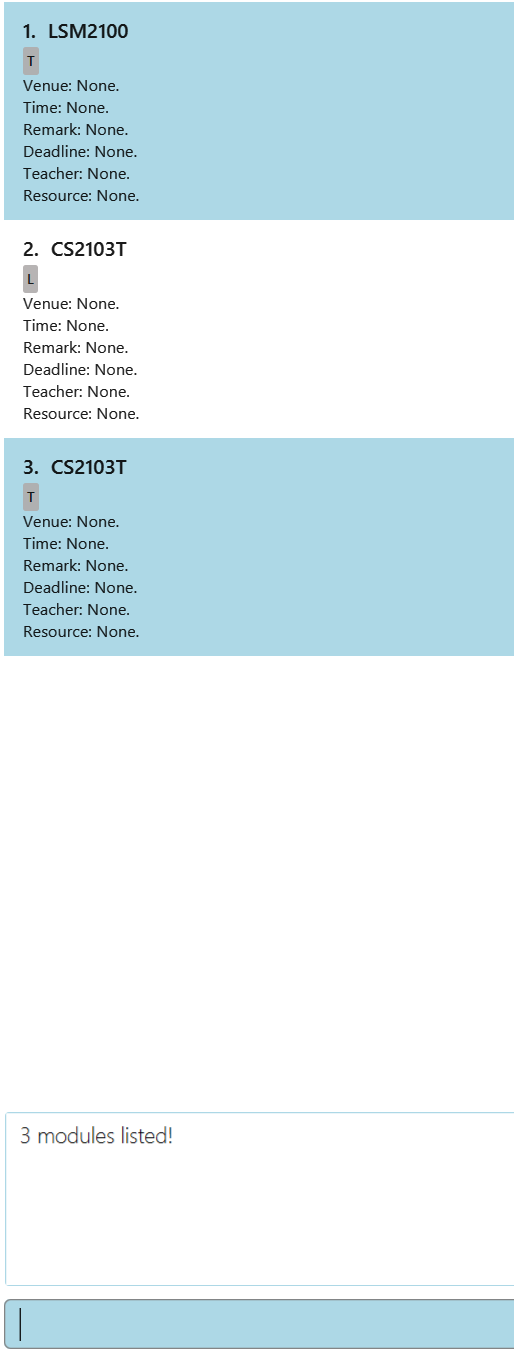 1. LSM2100
T
Venue: None.
Time: None.
Remark: None.
Deadline: None.
Teacher: None.
Resource: None.
2. CS2103T
L
Venue: None.
Time: None.
Remark: None.
Deadline: None.
Teacher: None.
Resource: None.
3. CS2103T
T
Venue: None.
Time: None.
Remark: None.
Deadline: None.
Teacher: None.
Resource: None.
3 modules listed!